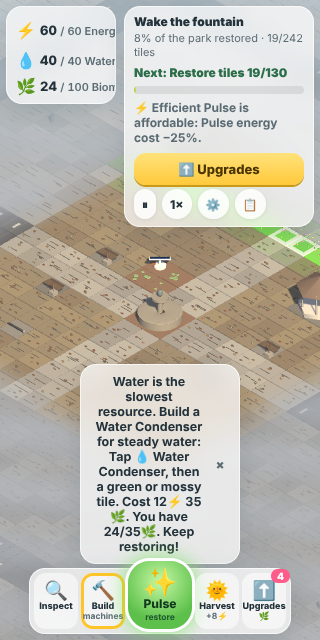 ⚡ 60 / 60 Energ
💧 40 / 40 Water
🌿 24 / 100 Biom
Wake the fountain
8% of the park restored · 19/242
tiles
Next: Restore tiles 19/130
⚡ Efficient Pulse is
affordable: Pulse energy
cost −25%.
⬆️ Upgrades
⏸ 1× ⚙️ 📋
Water is the
slowest
resource. Build a
Water Condenser
for steady water:
Tap 💧 Water
Condenser, then
a green or mossy
tile. Cost 12⚡ 35
🌿. You have
24/35🌿. Keep
restoring!
✖
Inspect
Build
machines
Pulse
restore
Harvest
+8⚡
4
Upgrades
🌿